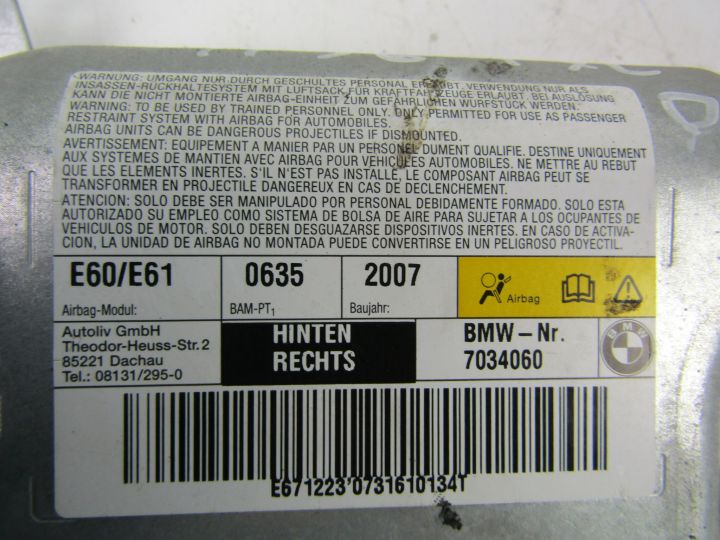 WARNUNG: UMGANG NUR DURCH GESCHULTES PERSONAL ERLAUBT. VERWENDUNG NUR ALS
INSASSEN-RÜCKHALTESYSTEM MIT LUFTSACK FÜR KRAFTFAHRZEUGE ERLAUBT. BEI AUSLÖSUNG
KANN DIE NICHT MONTIERTE AIRBAG-EINHEIT ZUM GEFÄHRLICHEN WURFSTÜCK WERDEN.
WARNING: TO BE USED BY TRAINED PERSONNEL ONLY. ONLY PERMITTED FOR USE AS PASSENGER
RESTRAINT SYSTEM WITH AIRBAG FOR AUTOMOBILES.
AIRBAG UNITS CAN BE DANGEROUS PROJECTILES IF DISMOUNTED.
AVERTISSEMENT: EQUIPEMENT A MANIER PAR UN PERSONNEL DUMENT QUALIFIE. DESTINE UNIQUEMENT
AUX SYSTEMES DE MANTIEN AVEC AIRBAG POUR VEHICULES AUTOMOBILES. NE METTRE AU REBUT
QUE LES ELEMENTS INERTES. S'IL N'EST PAS INSTALLE, LE COMPOSANT AIRBAG PEUT SE
TRANSFORMER EN PROJECTILE DANGEREUX EN CAS DE DECLENCHEMENT.
ATENCION: SOLO DEBE SER MANIPULADO POR PERSONAL DEBIDAMENTE FORMADO. SOLO ESTA
AUTORIZADO SU EMPLEO COMO SISTEMA DE BOLSA DE AIRE PARA SUJETAR A LOS OCUPANTES DE
VEHICULOS DE MOTOR. SOLO DEBEN DESGUAZARSE DISPOSITIVOS INERTES. EN CASO DE ACTIVA-
CION, LA UNIDAD DE AIRBAG NO MONTADA PUEDE CONVERTIRSE EN UN PELIGROSO PROYECTIL.
E60/E61 0635 2007
Airbag-Modul: BAM-PT1 Baujahr: Airbag
Autoliv GmbH
Theodor-Heuss-Str.2
85221 Dachau
Tel.: 08131/295-0
HINTEN
RECHTS
BMW-Nr.
7034060
BMW
E671223'0731610134T